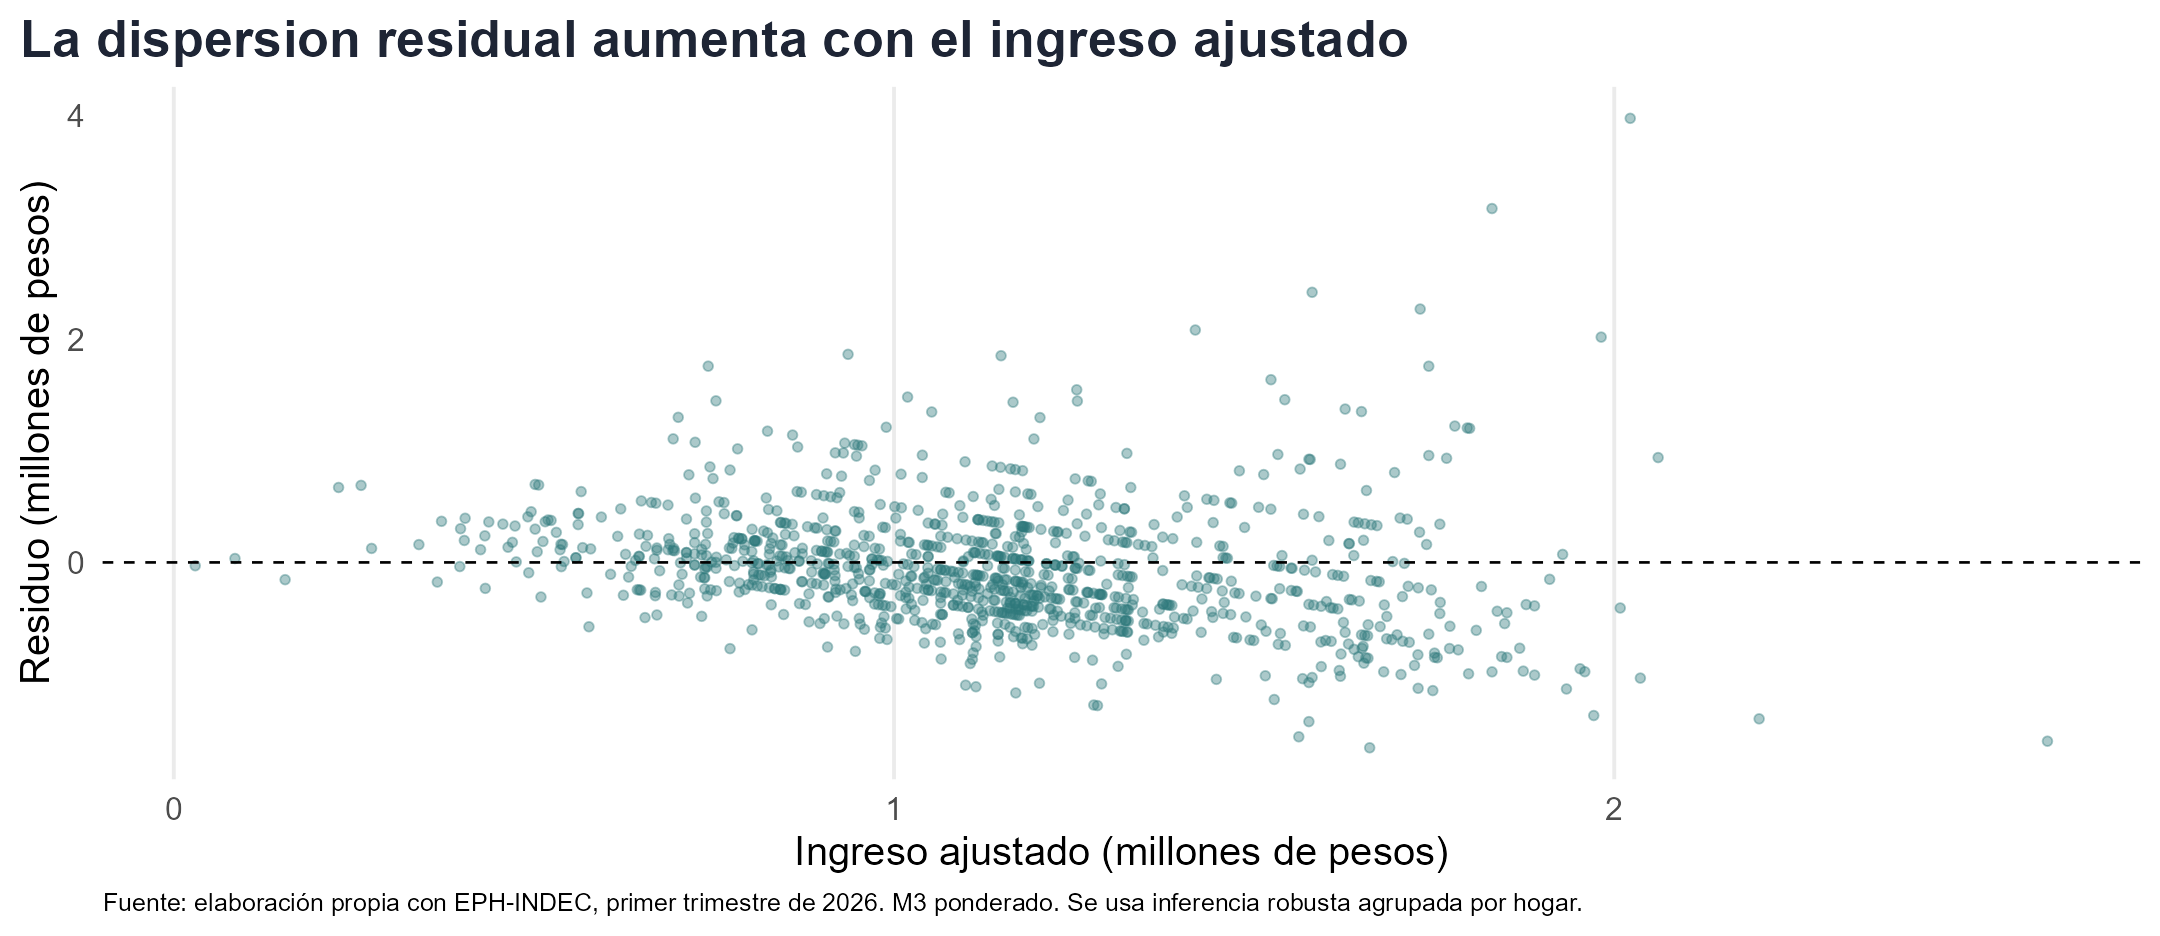 La dispersion residual aumenta con el ingreso ajustado
Residuo (millones de pesos)
4
2
0
0
1
2
Ingreso ajustado (millones de pesos)
Fuente: elaboración propia con EPH-INDEC, primer trimestre de 2026. M3 ponderado. Se usa inferencia robusta agrupada por hogar.